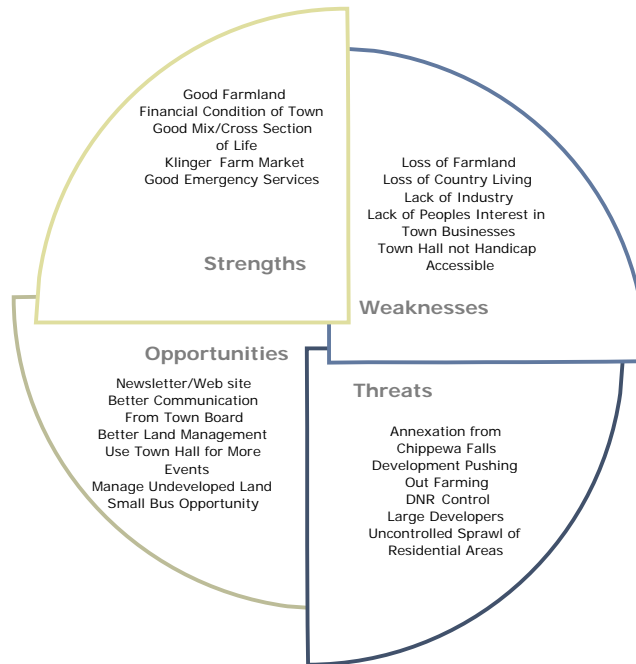 Good Farmland
Financial Condition of Town
Good Mix/Cross Section
of Life
Klinger Farm Market
Good Emergency Services
Strengths
Loss of Farmland
Loss of Country Living
Lack of Industry
Lack of Peoples Interest in
Town Businesses
Town Hall not Handicap
Accessible
Weaknesses
Opportunities
Newsletter/Web site
Better Communication
From Town Board
Better Land Management
Use Town Hall for More
Events
Manage Undeveloped Land
Small Bus Opportunity
Threats
Annexation from
Chippewa Falls
Development Pushing
Out Farming
DNR Control
Large Developers
Uncontrolled Sprawl of
Residential Areas